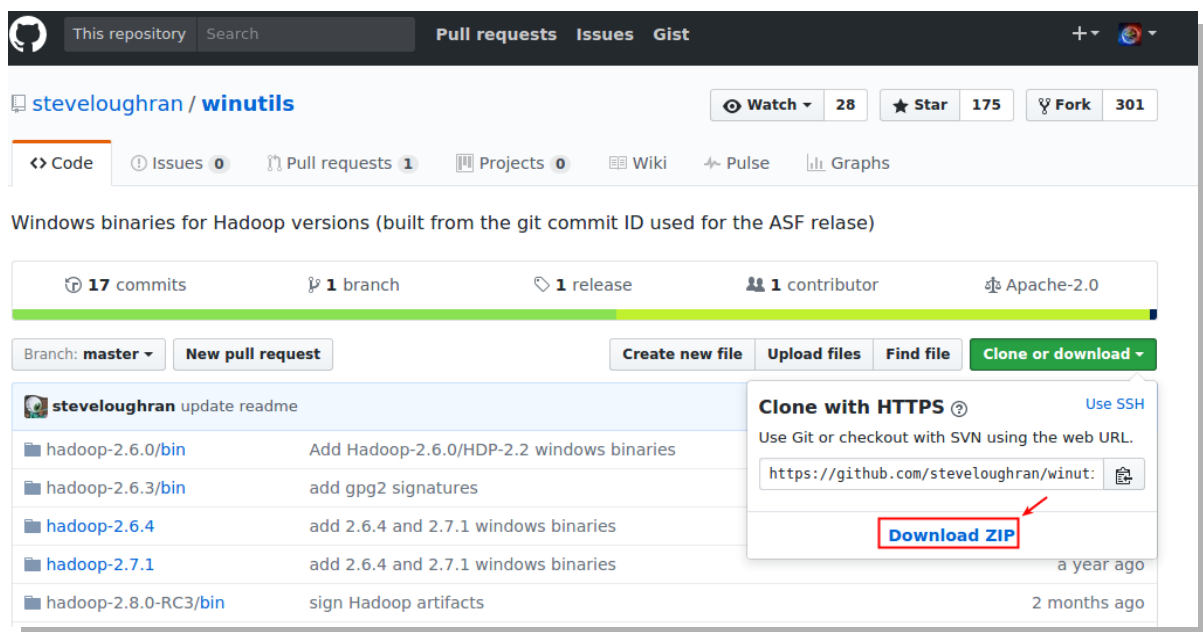 This repository Search Pull requests Issues Gist
steveloughran / winutils Watch 28 Star 175 Fork 301
Code Issues 0 Pull requests 1 Projects 0 Wiki Pulse Graphs
Windows binaries for Hadoop versions (built from the git commit ID used for the ASF relase)
17 commits 1 branch 1 release 1 contributor Apache-2.0
Branch: master New pull request Create new file Upload files Find file Clone or download
steveloughran update readme
Clone with HTTPS Use SSH
Use Git or checkout with SVN using the web URL.
https://github.com/steveloughran/winut:
Download ZIP
hadoop-2.6.0/bin Add Hadoop-2.6.0/HDP-2.2 windows binaries
hadoop-2.6.3/bin add gpg2 signatures
hadoop-2.6.4 add 2.6.4 and 2.7.1 windows binaries
hadoop-2.7.1 add 2.6.4 and 2.7.1 windows binaries a year ago
hadoop-2.8.0-RC3/bin sign Hadoop artifacts 2 months ago